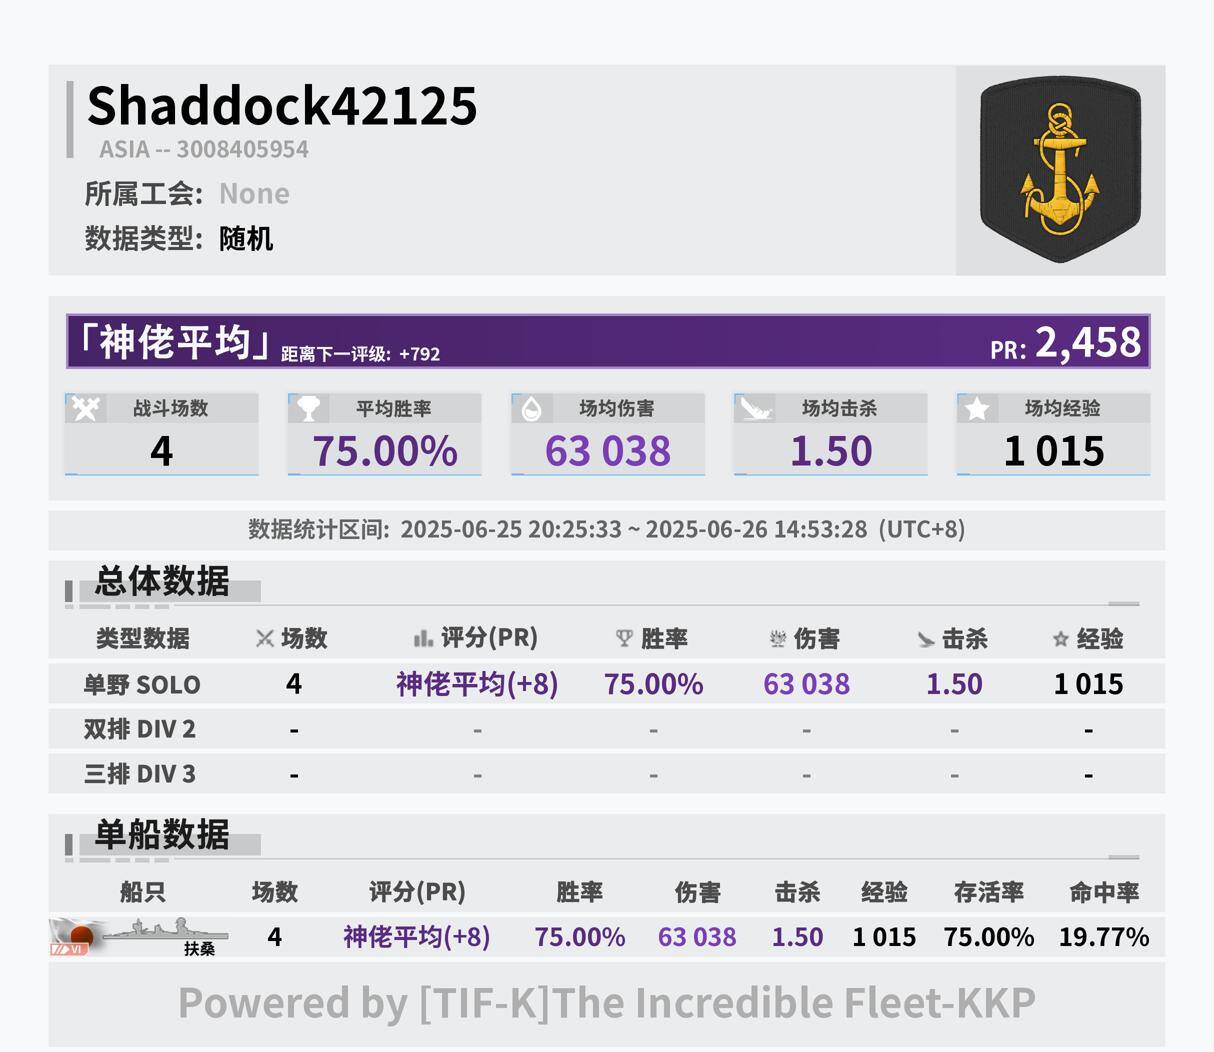 Shaddock42125
ASIA -- 3008405954
所属工会: None
数据类型: 随机
「神佬平均」距离下一评级: +792 PR: 2,458
战斗场数 平均胜率 场均伤害 场均击杀 场均经验
4 75.00% 63 038 1.50 1 015
数据统计区间: 2025-06-25 20:25:33 ~ 2025-06-26 14:53:28 (UTC+8)
总体数据
类型数据 场数 评分(PR) 胜率 伤害 击杀 经验
单野 SOLO 4 神佬平均(+8) 75.00% 63 038 1.50 1 015
双排 DIV 2 - - - - - -
三排 DIV 3 - - - - - -
单船数据
船只 场数 评分(PR) 胜率 伤害 击杀 经验 存活率 命中率
VI 扶桑 4 神佬平均(+8) 75.00% 63 038 1.50 1 015 75.00% 19.77%
Powered by [TIF-K]The Incredible Fleet-KKP